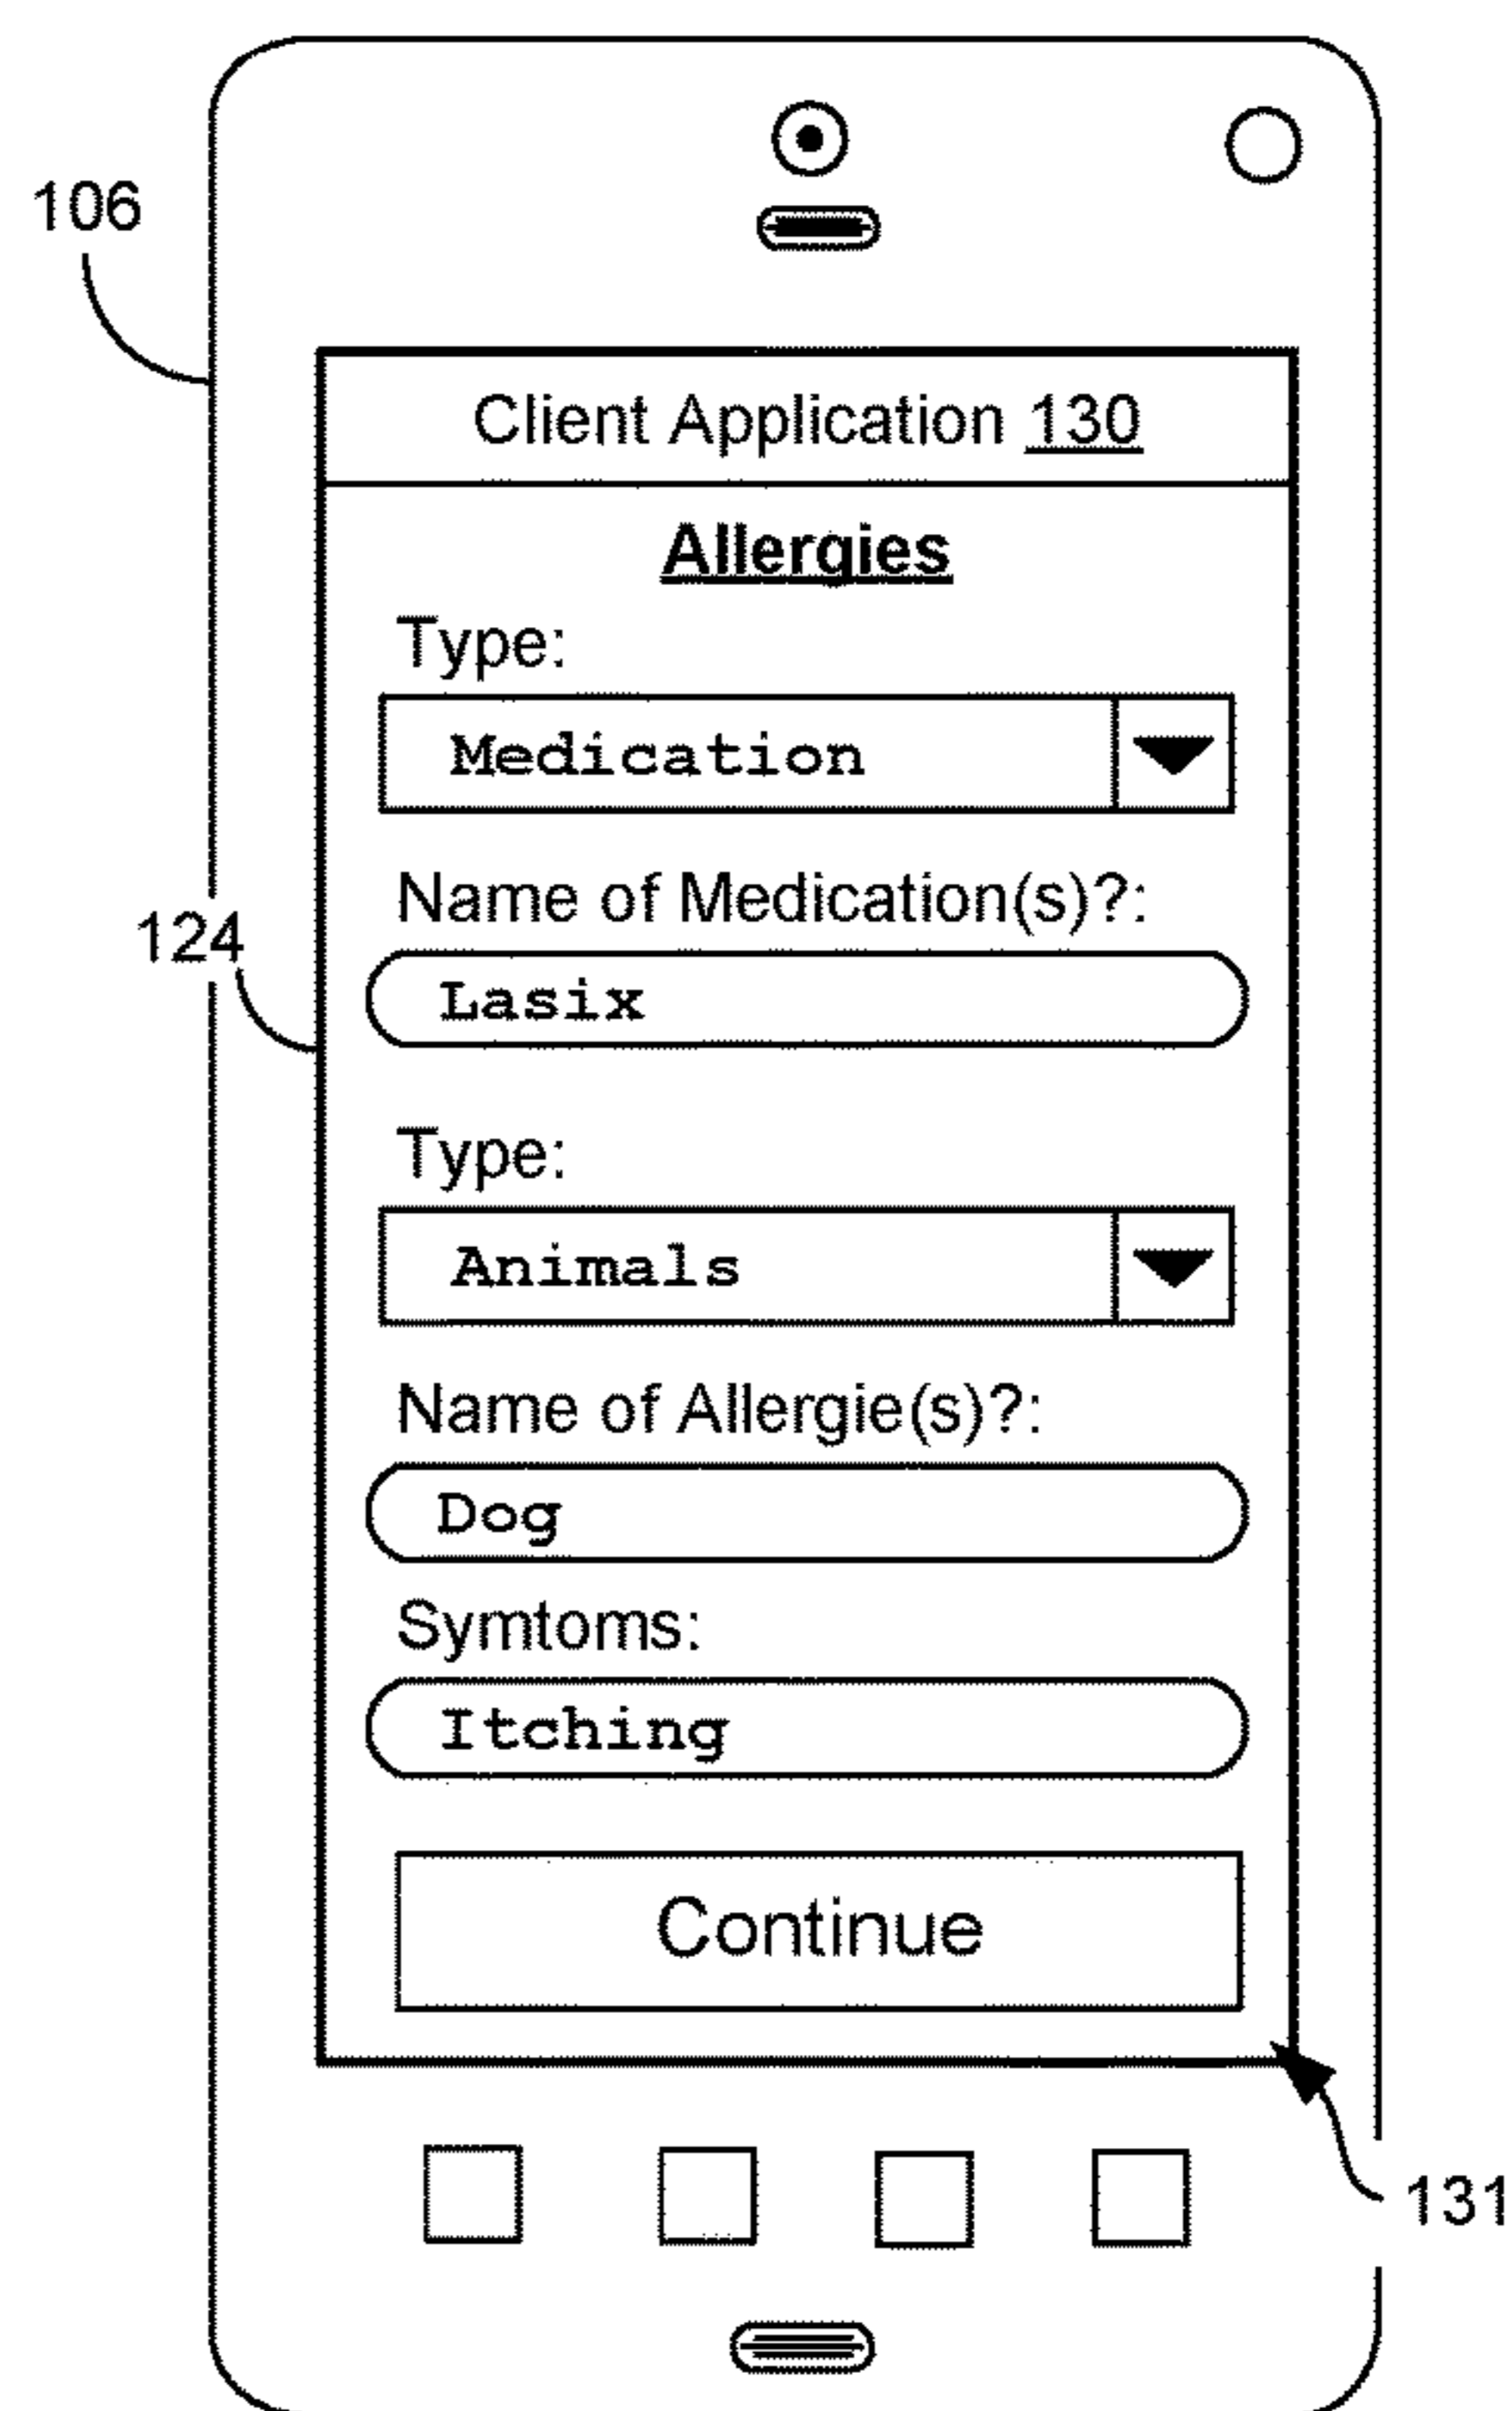 106
Client Application 130
Allergies
Type:
Medication
Name of Medication(s)?:
124
Lasix
Type:
Animals
Name of Allergie(s)?:
Dog
Symtoms:
Itching
Continue
131